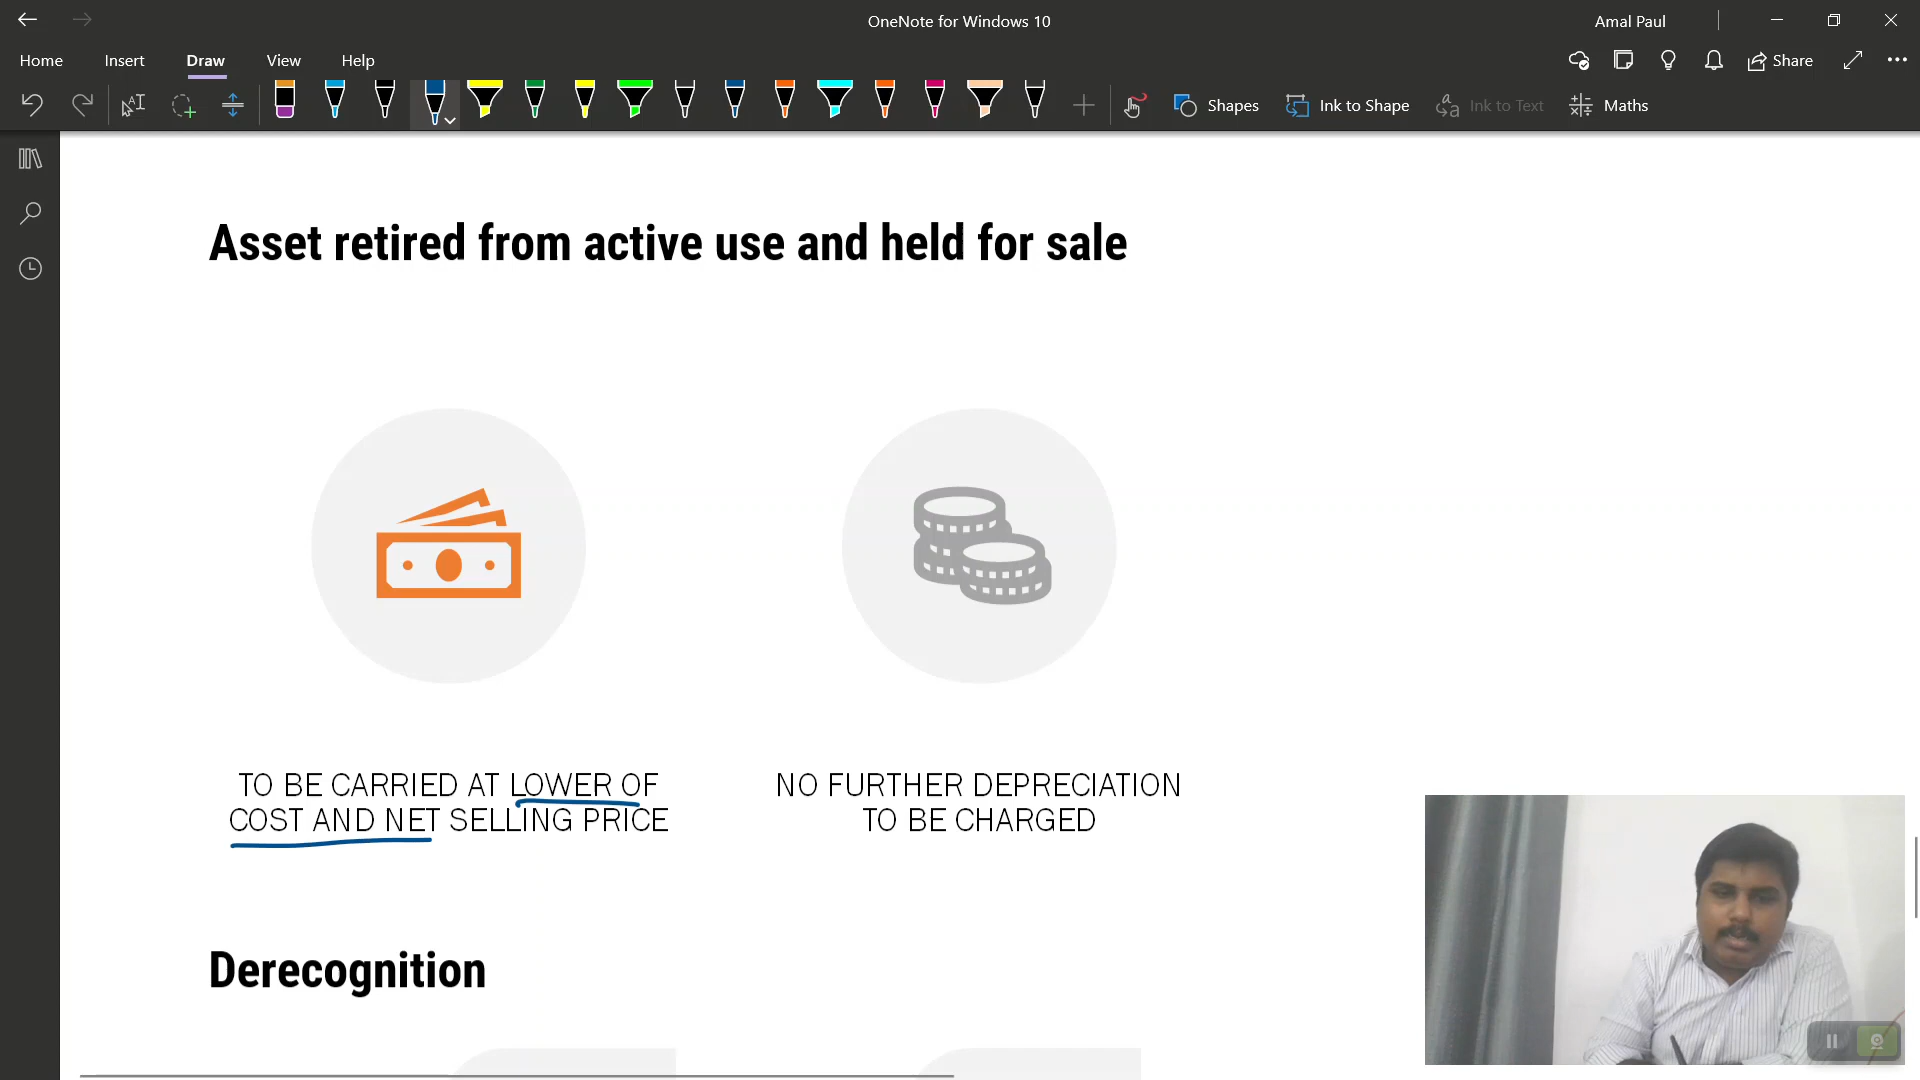 OneNote for Windows 10
Amal Paul
Home
Insert
Draw
View
Help
Share
Shapes
Ink to Shape
Ink to Text
Maths
Asset retired from active use and held for sale
TO BE CARRIED AT LOWER OF
COST AND NET SELLING PRICE
NO FURTHER DEPRECIATION
TO BE CHARGED
Derecognition